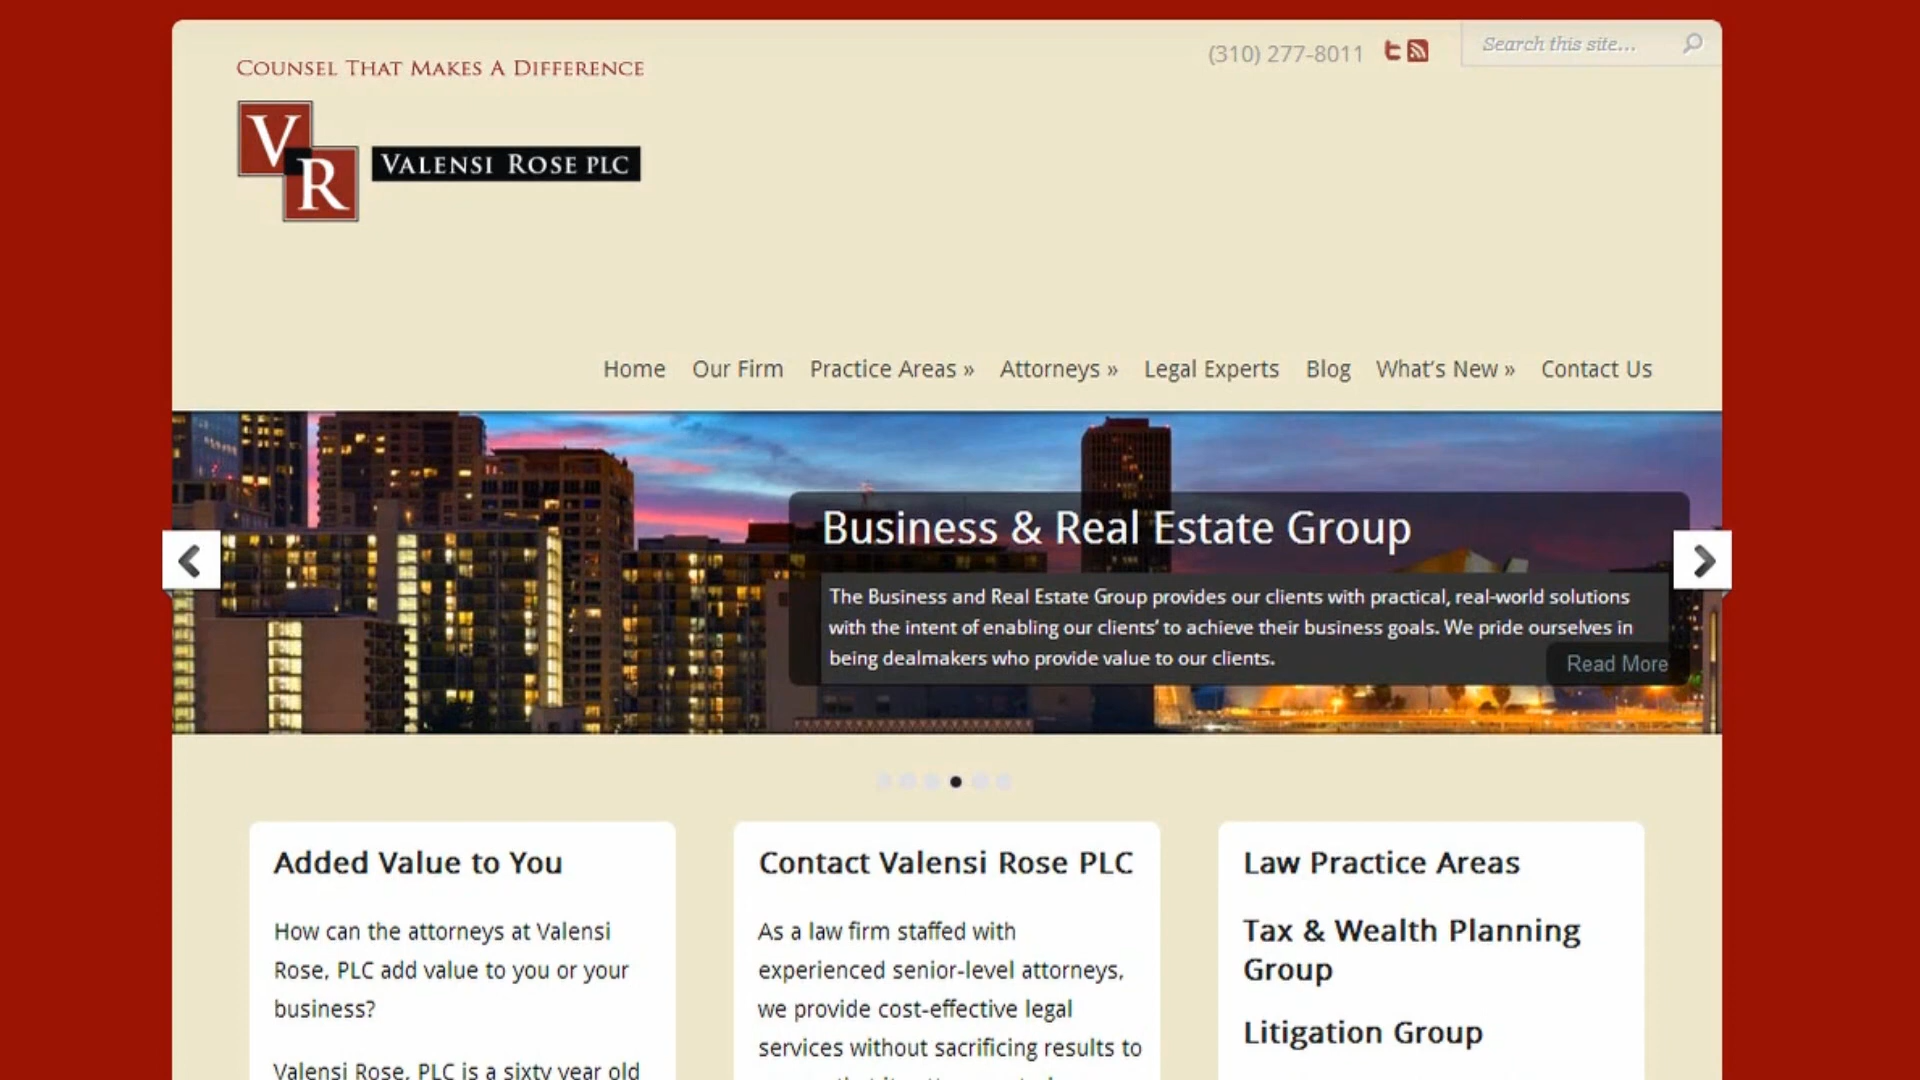 COUNSEL THAT MAKES A DIFFERENCE
(310) 277-8011
Search this site...
V
R
VALENSI ROSE PLC
Home Our Firm Practice Areas » Attorneys » Legal Experts Blog What's New » Contact Us
Business & Real Estate Group
The Business and Real Estate Group provides our clients with practical, real-world solutions
with the intent of enabling our clients' to achieve their business goals. We pride ourselves in
being dealmakers who provide value to our clients.
Read More
Added Value to You
How can the attorneys at Valensi
Rose, PLC add value to you or your
business?
Valensi Rose, PLC is a sixty year old
Contact Valensi Rose PLC
As a law firm staffed with
experienced senior-level attorneys,
we provide cost-effective legal
services without sacrificing results to
Law Practice Areas
Tax & Wealth Planning
Group
Litigation Group